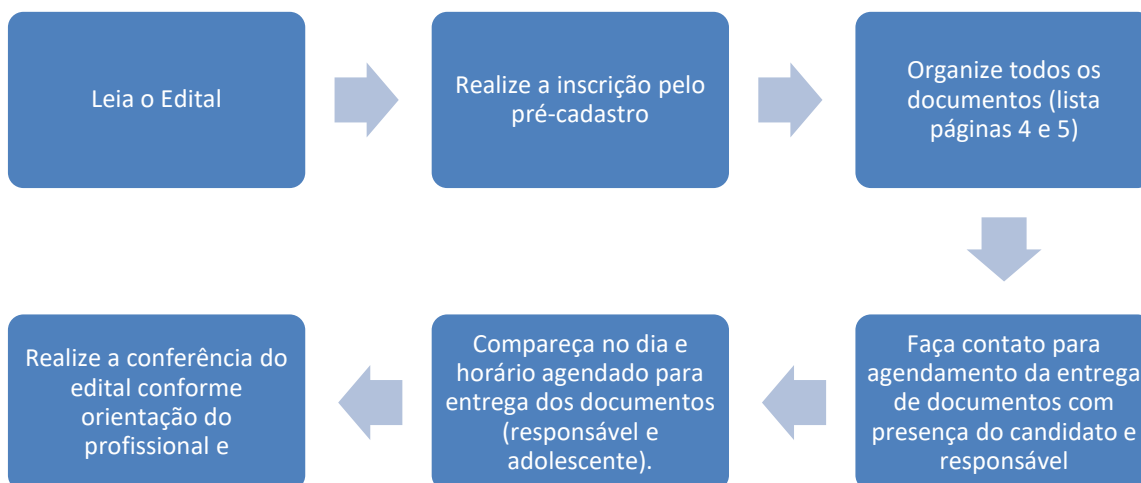 Leia o Edital
Realize a inscrição pelo
pré-cadastro
Organize todos os
documentos (lista
páginas 4 e 5)
Faça contato para
agendamento da entrega
de documentos com
presença do candidato e
responsável
Compareça no dia e
horário agendado para
entrega dos documentos
(responsável e
adolescente).
Realize a conferência do
edital conforme
orientação do
profissional e